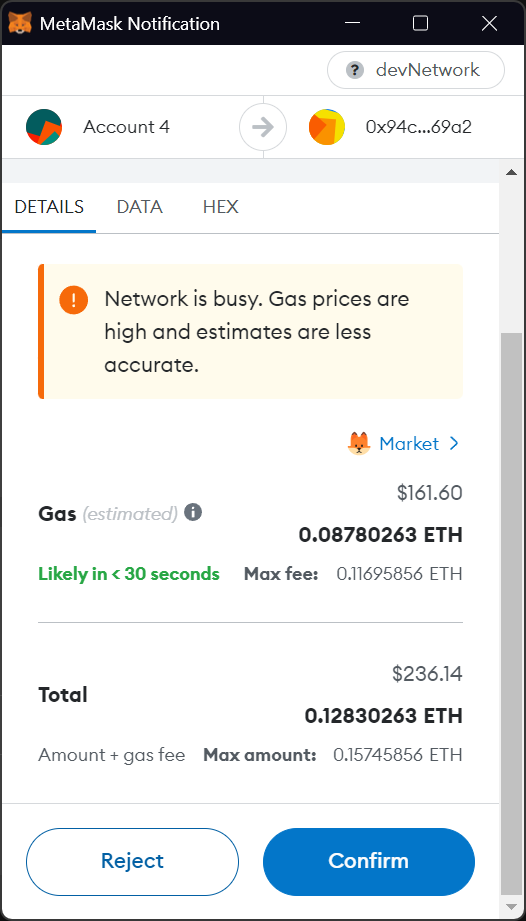 MetaMask Notification
devNetwork
Account 4
0x94c...69a2
DETAILS DATA HEX
Network is busy. Gas prices are
high and estimates are less
accurate.
Market
$161.60
Gas (estimated)
0.08780263 ETH
Likely in < 30 seconds Max fee: 0.11695856 ETH
$236.14
Total
0.12830263 ETH
Amount + gas fee Max amount: 0.15745856 ETH
Reject Confirm